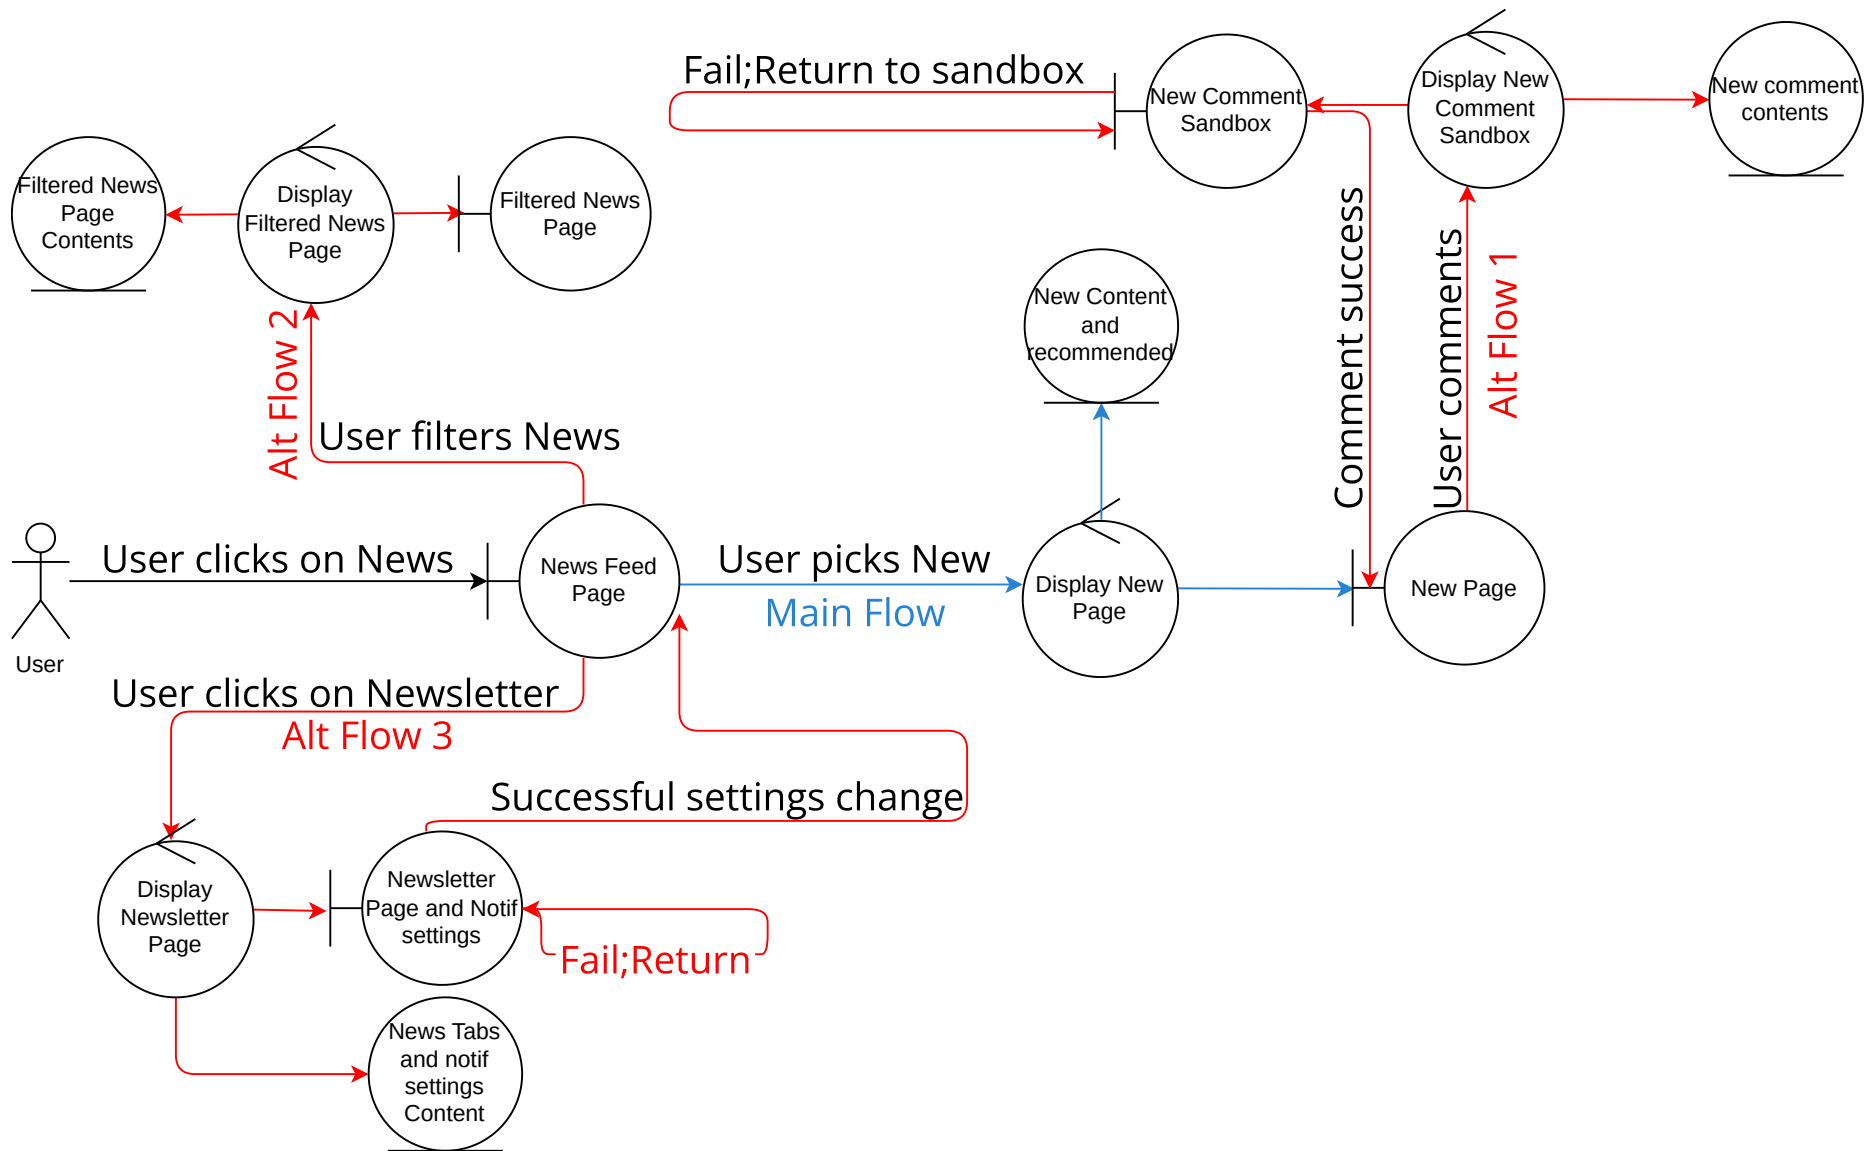 Fail;Return to sandbox
New Comment
Sandbox
Display New
Comment
Sandbox
New comment
contents
Filtered News
Page
Contents
Display
Filtered News
Page
Filtered News
Page
Comment success
User comments
Alt Flow 1
New Content
and
recommended
Alt Flow 2
User filters News
User
User clicks on News
News Feed
Page
User picks New
Main Flow
Display New
Page
New Page
User clicks on Newsletter
Alt Flow 3
Successful settings change
Display
Newsletter
Page
Newsletter
Page and Notif
settings
Fail;Return
News Tabs
and notif
settings
Content